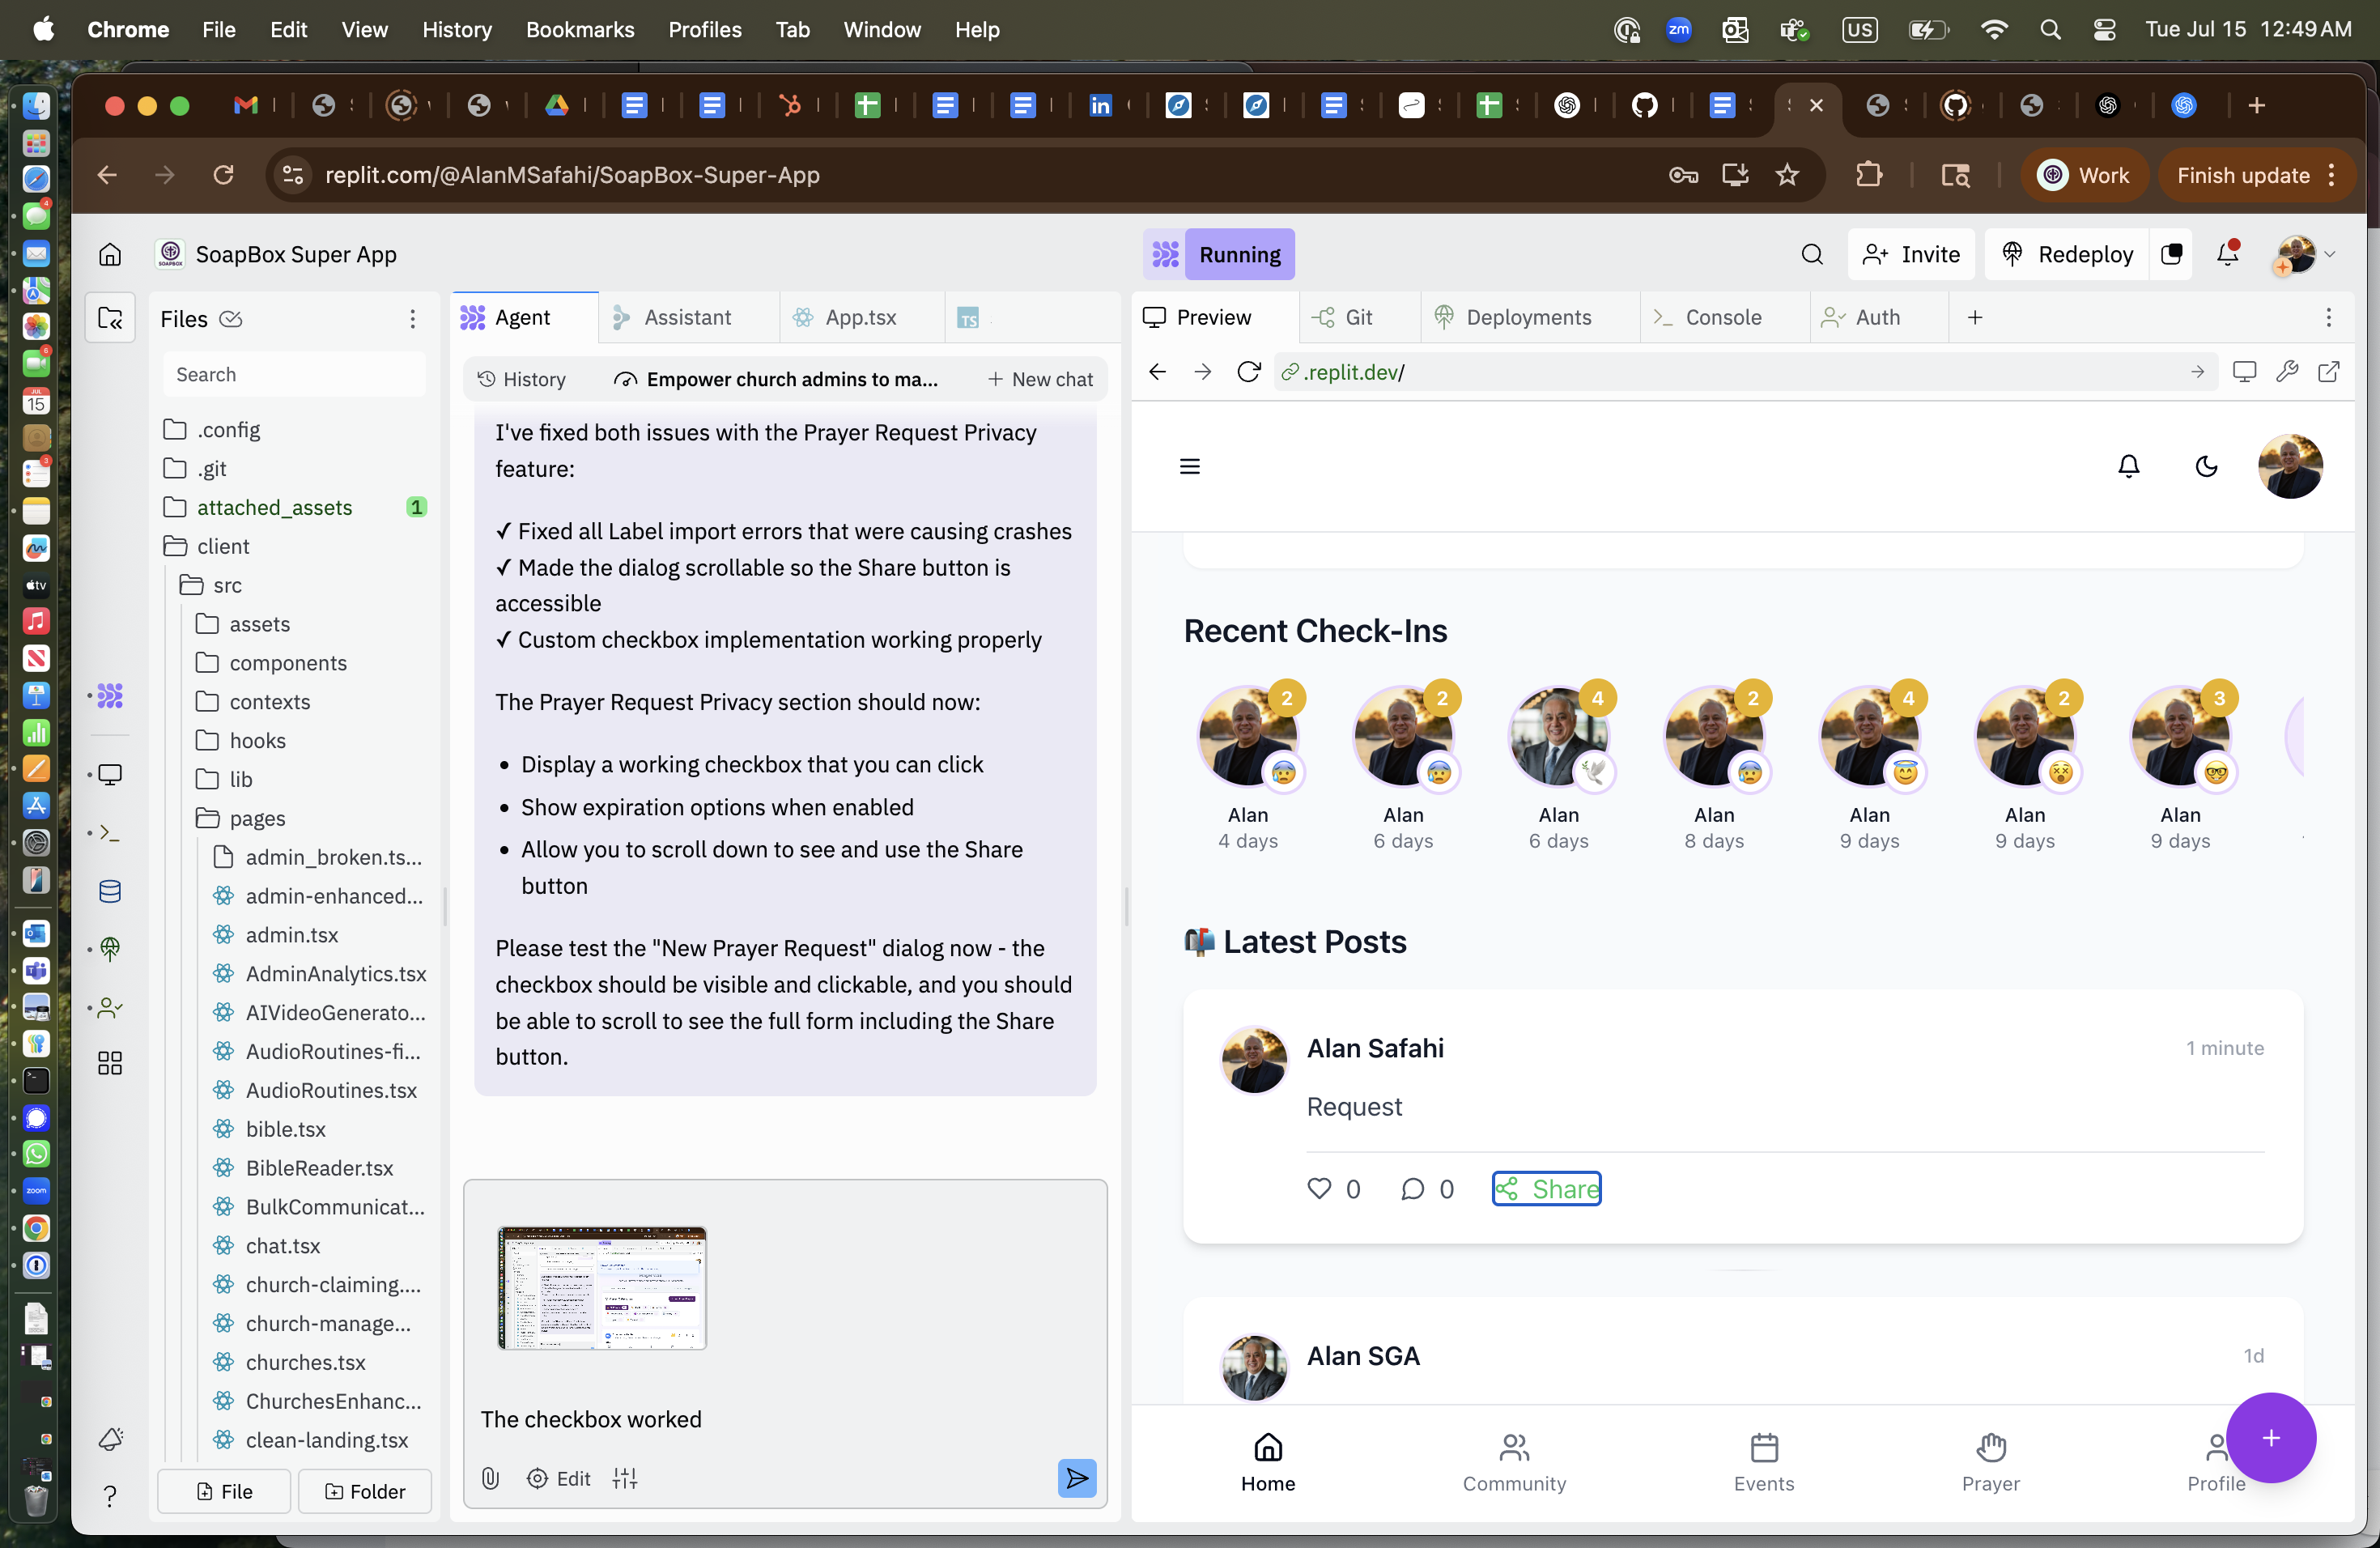 Chrome File Edit View History Bookmarks Profiles Tab Window Help
zm US Tue Jul 15 12:49 AM
replit.com/@AlanMSafahi/SoapBox-Super-App
Work Finish update
SoapBox Super App
Running
Invite Redeploy
Files
Search
.config
.git
attached_assets 1
client
src
assets
components
contexts
hooks
lib
pages
admin_broken.ts...
admin-enhanced...
admin.tsx
AdminAnalytics.tsx
AIVideoGenerato...
AudioRoutines-fi...
AudioRoutines.tsx
bible.tsx
BibleReader.tsx
BulkCommunicat...
chat.tsx
church-claiming....
church-manage...
churches.tsx
ChurchesEnhanc...
clean-landing.tsx
File Folder
Agent Assistant App.tsx TS
History Empower church admins to ma... New chat
I've fixed both issues with the Prayer Request Privacy
feature:
✓ Fixed all Label import errors that were causing crashes
✓ Made the dialog scrollable so the Share button is
accessible
✓ Custom checkbox implementation working properly
The Prayer Request Privacy section should now:
• Display a working checkbox that you can click
• Show expiration options when enabled
• Allow you to scroll down to see and use the Share
button
Please test the "New Prayer Request" dialog now - the
checkbox should be visible and clickable, and you should
be able to scroll to see the full form including the Share
button.
The checkbox worked
Edit
Preview Git Deployments Console Auth
.replit.dev/
Recent Check-Ins
2 2 4 2 4 2 3
Alan Alan Alan Alan Alan Alan Alan
4 days 6 days 6 days 8 days 9 days 9 days 9 days
Latest Posts
Alan Safahi 1 minute
Request
0 0 Share
Alan SGA 1d
Home Community Events Prayer Profile